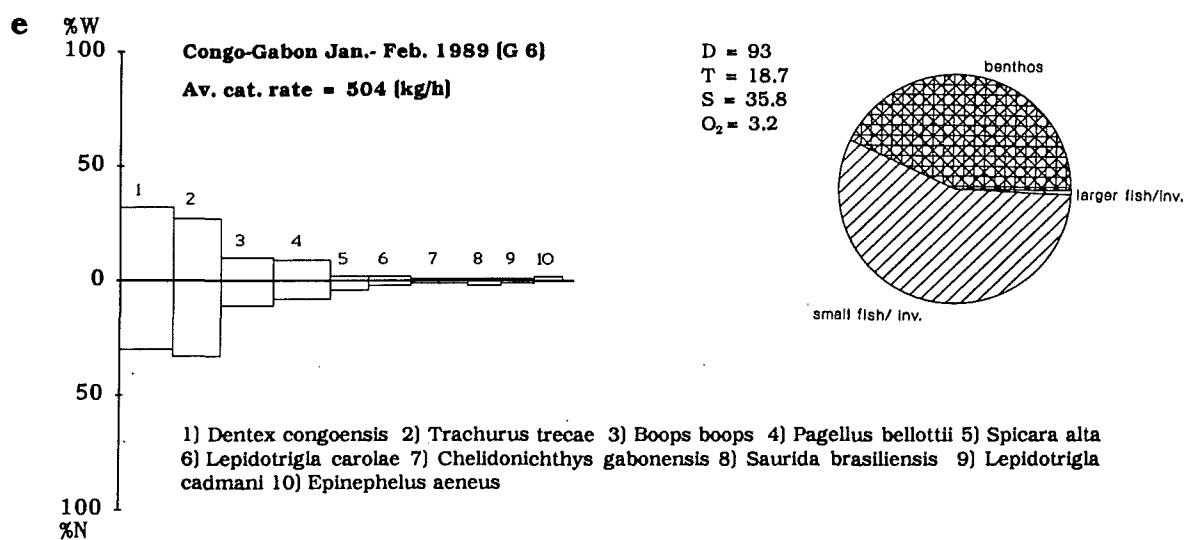 e
%W
100
50
0
50
100
%N
Congo-Gabon Jan.- Feb. 1989 (G 6)
Av. cat. rate = 504 (kg/h)
1
2
3
4
5
6
7
8
9
10
D = 93
T = 18.7
S = 35.8
O₂ = 3.2
benthos
larger fish/inv.
small fish/ inv.
1) Dentex congoensis 2) Trachurus trecae 3) Boops boops 4) Pagellus bellottii 5) Spicara alta
6) Lepidotrigla carolae 7) Chelidonichthys gabonensis 8) Saurida brasiliensis 9) Lepidotrigla
cadmani 10) Epinephelus aeneus